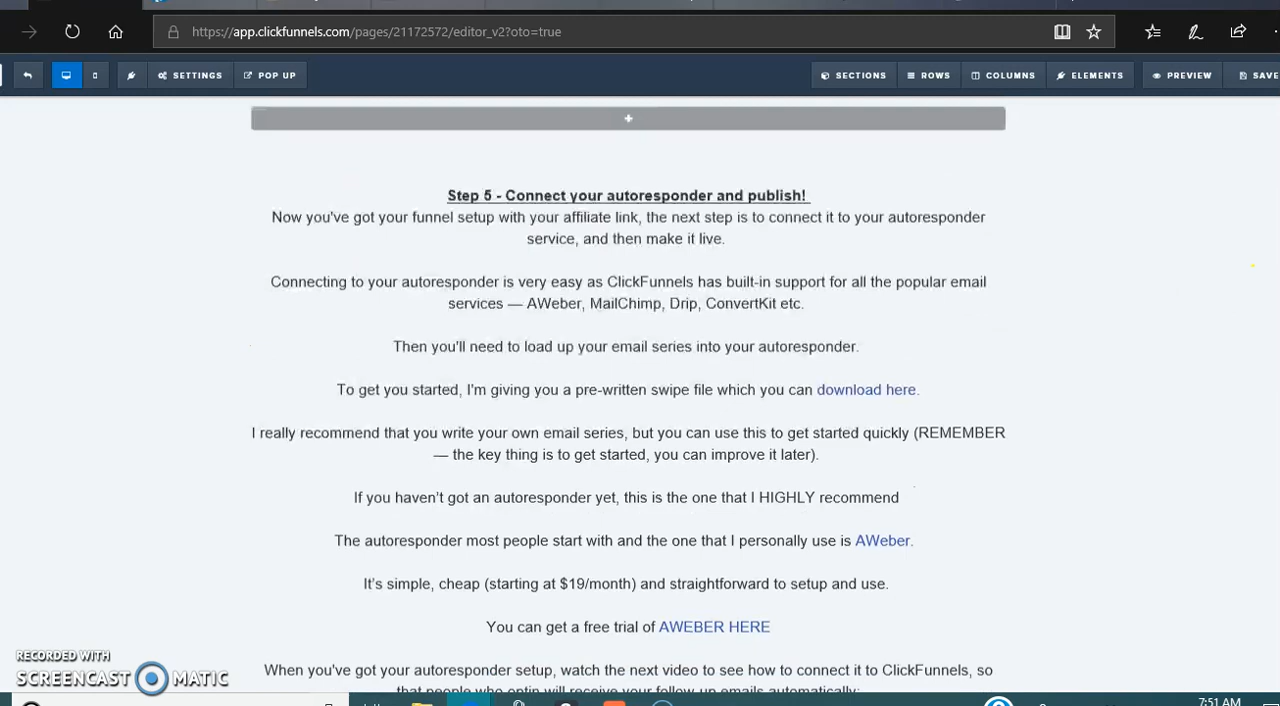 https://app.clickfunnels.com/pages/21172572/editor_v2?oto=true
SETTINGS POP UP SECTIONS ROWS COLUMNS ELEMENTS PREVIEW SAVE
Step 5 - Connect your autoresponder and publish!
Now you've got your funnel setup with your affiliate link, the next step is to connect it to your autoresponder
service, and then make it live.
Connecting to your autoresponder is very easy as ClickFunnels has built-in support for all the popular email
services — AWeber, MailChimp, Drip, ConvertKit etc.
Then you'll need to load up your email series into your autoresponder.
To get you started, I'm giving you a pre-written swipe file which you can download here.
I really recommend that you write your own email series, but you can use this to get started quickly (REMEMBER
— the key thing is to get started, you can improve it later).
If you haven't got an autoresponder yet, this is the one that I HIGHLY recommend
The autoresponder most people start with and the one that I personally use is AWeber.
It's simple, cheap (starting at $19/month) and straightforward to setup and use.
You can get a free trial of AWEBER HERE
When you've got your autoresponder setup, watch the next video to see how to connect it to ClickFunnels, so
that people who optin will receive your follow-up emails automatically:
RECORDED WITH
SCREENCAST MATIC
7:51 AM